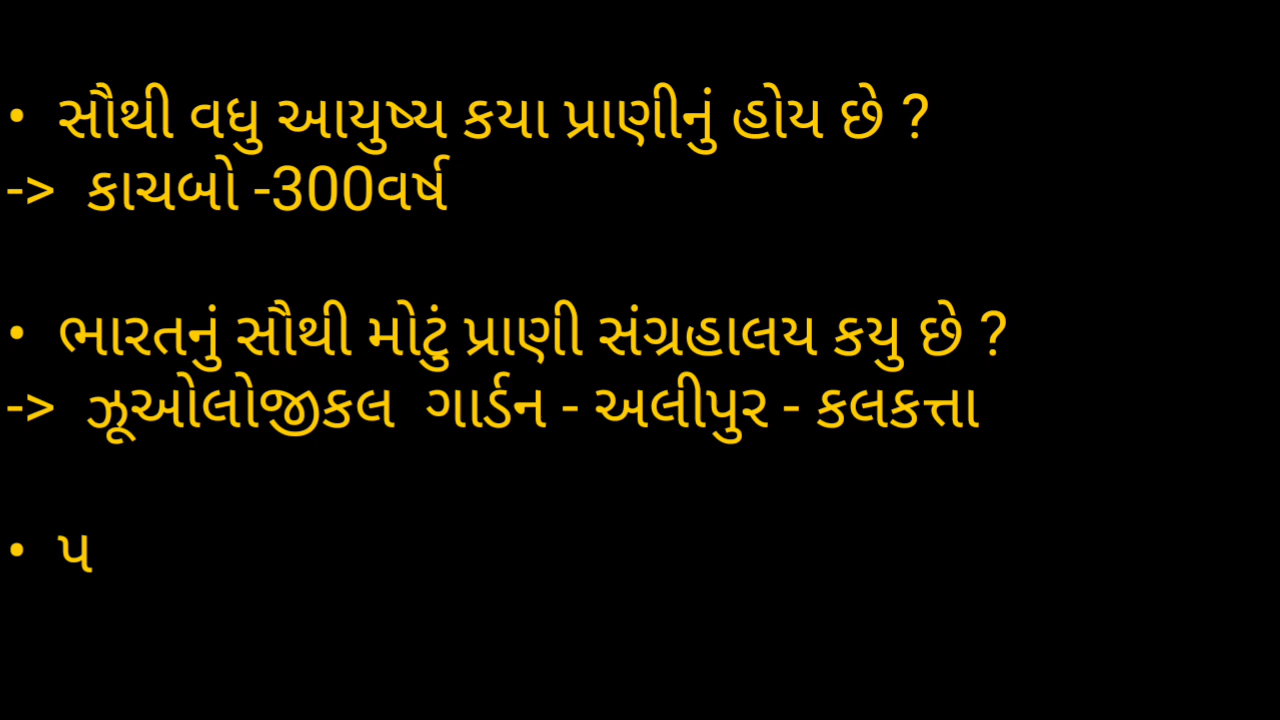 • સૌથી વધુ આયુષ્ય કયા પ્રાણીનું હોય છે ?
-> કાચબો -300વર્ષ
• ભારતનું સૌથી મોટું પ્રાણી સંગ્રહાલય કયુ છે ?
-> ઝૂઓલોજીકલ ગાર્ડન - અલીપુર - કલકત્તા
• પ